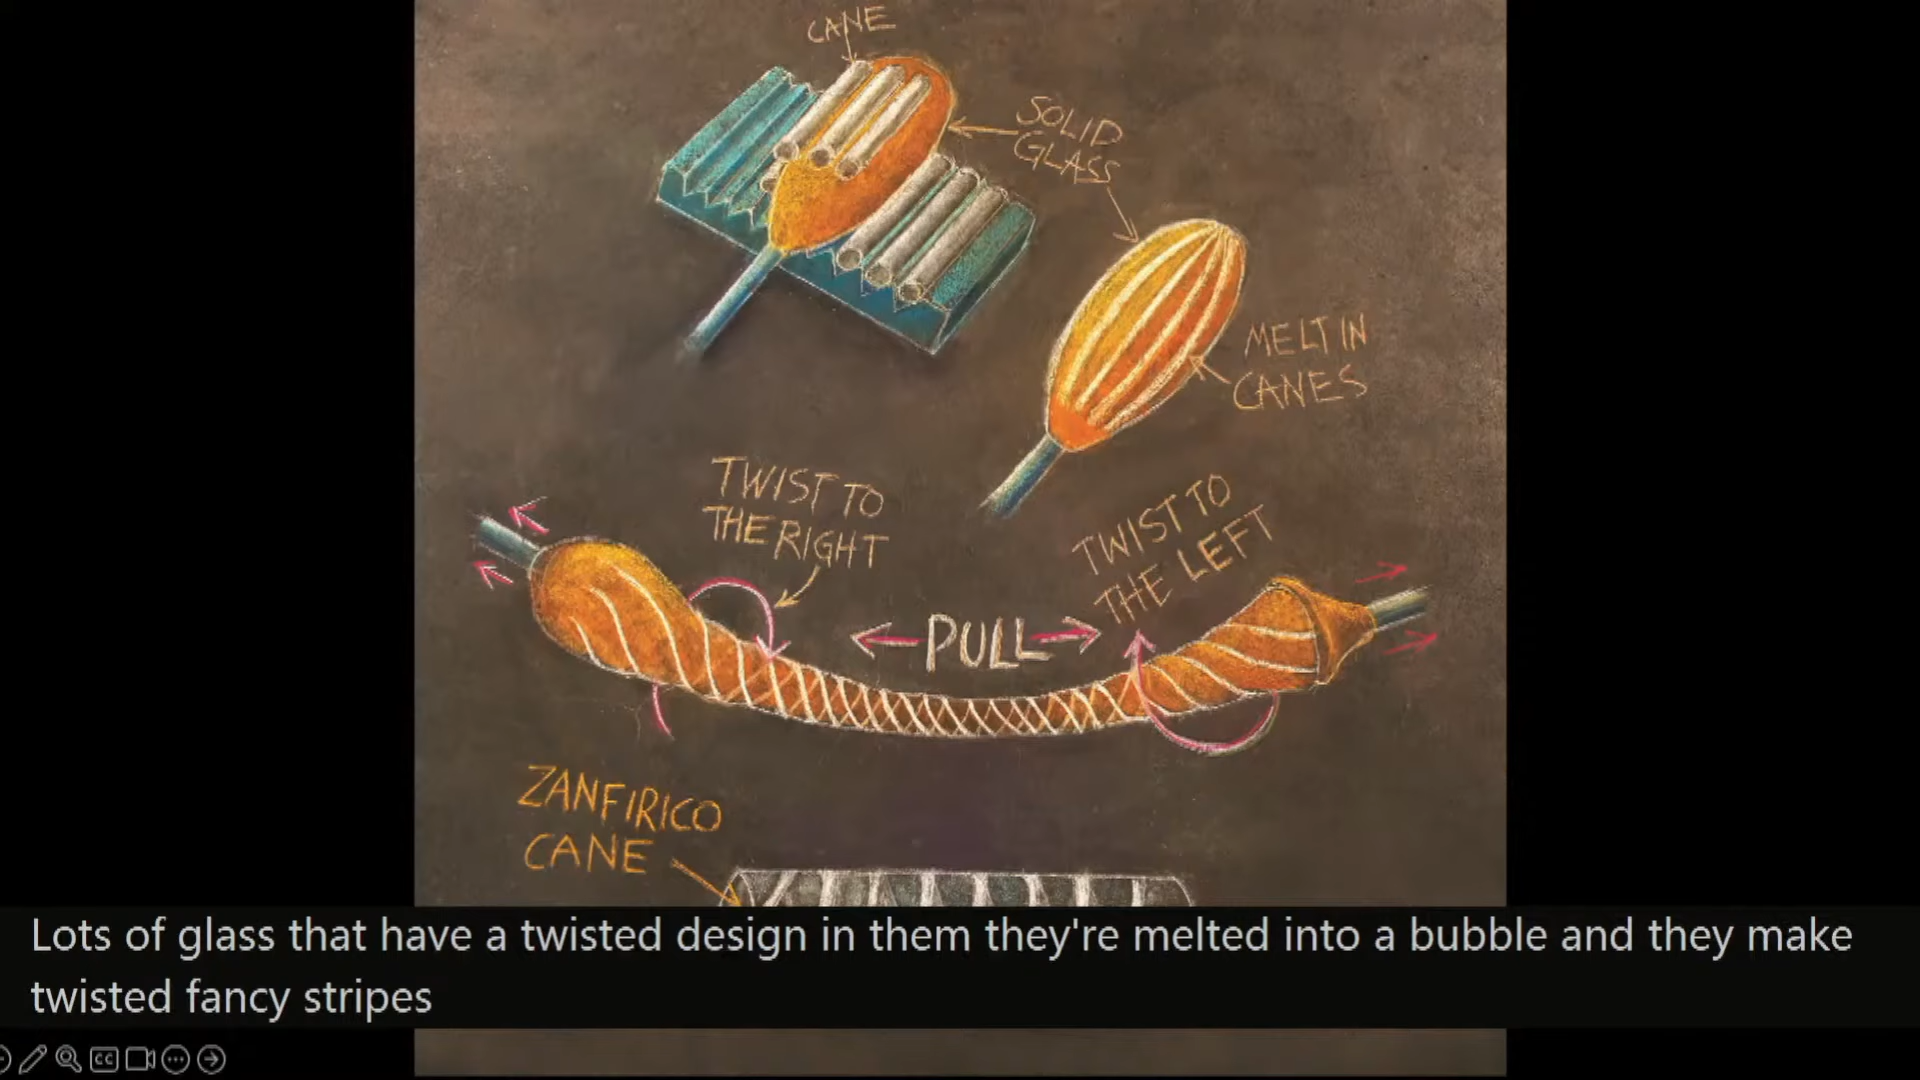 CANE
SOLID
GLASS
MELT IN
CANES
TWIST TO
THE RIGHT
TWIST TO
THE LEFT
PULL
ZANFIRICO
CANE
Lots of glass that have a twisted design in them they're melted into a bubble and they make
twisted fancy stripes
CC